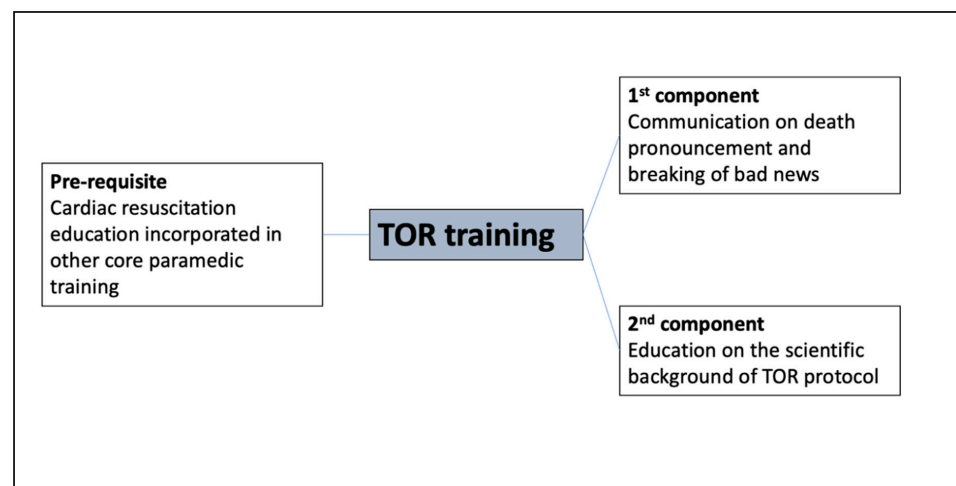 Pre-requisite
Cardiac resuscitation
education incorporated in
other core paramedic
training
TOR training
1st component
Communication on death
pronouncement and
breaking of bad news
2nd component
Education on the scientific
background of TOR protocol